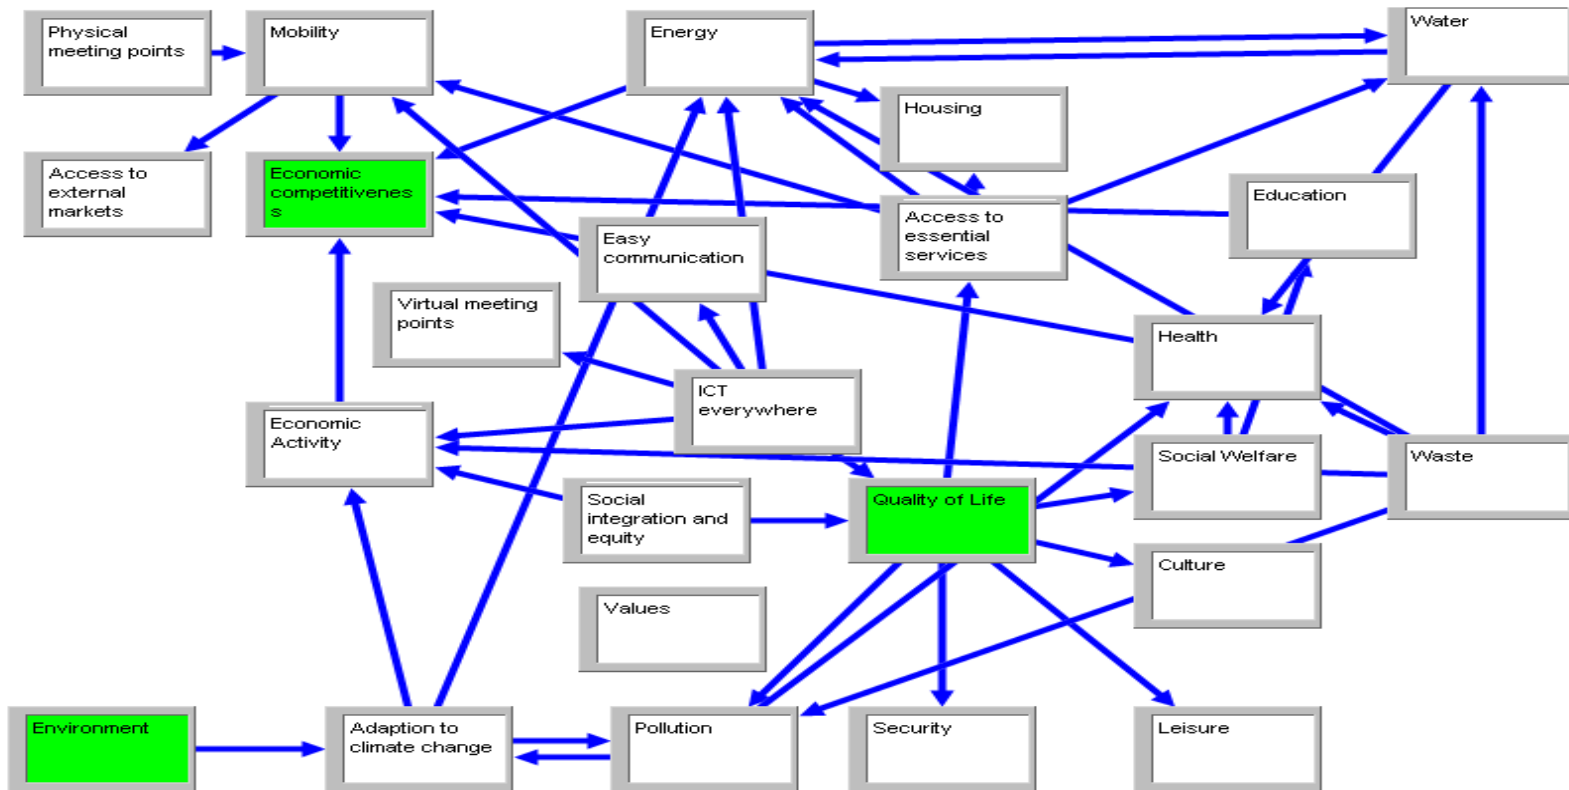 Physical
meeting points
Mobility
Energy
Water
Housing
Access to
external
markets
Economic
competitivenes
s
Education
Access to
essential
services
Easy
communication
Virtual meeting
points
Health
ICT
everywhere
Economic
Activity
Social Welfare
Waste
Social
integration and
equity
Quality of Life
Culture
Values
Environment
Adaption to
climate change
Pollution
Security
Leisure